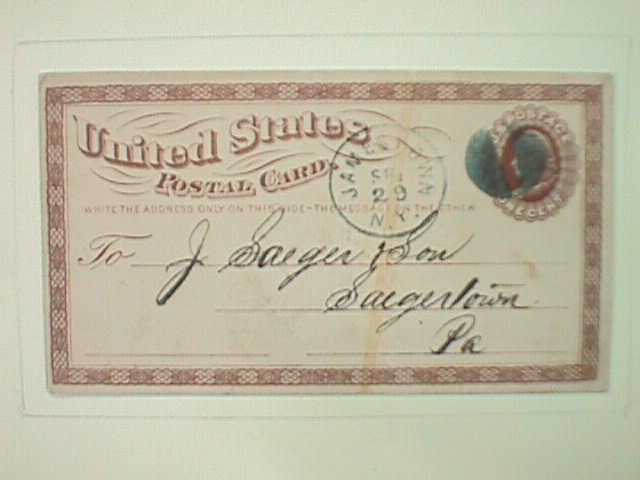 United States
POSTAL CARD
WRITE THE ADDRESS ONLY ON THIS SIDE - THE MESSAGE ON THE OTHER
U.S. POSTAGE
ONE CENT
SEP
29
N.Y.
To J. Saeger & Son
Saegertown
Pa